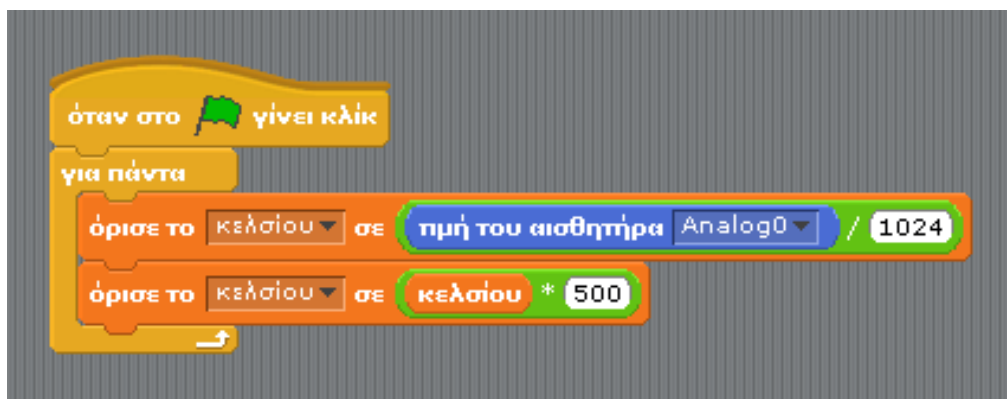 όταν στο γίνει κλίκ
για πάντα
όρισε το κελσίου σε τιμή του αισθητήρα Analog0 / 1024
όρισε το κελσίου σε κελσίου * 500